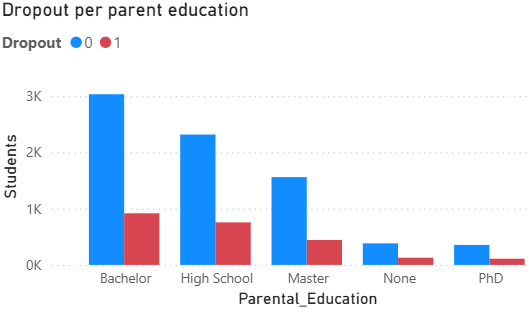 Dropout per parent education
Dropout 0 1
3K
2K
1K
0K
Students
Bachelor High School Master None PhD
Parental_Education